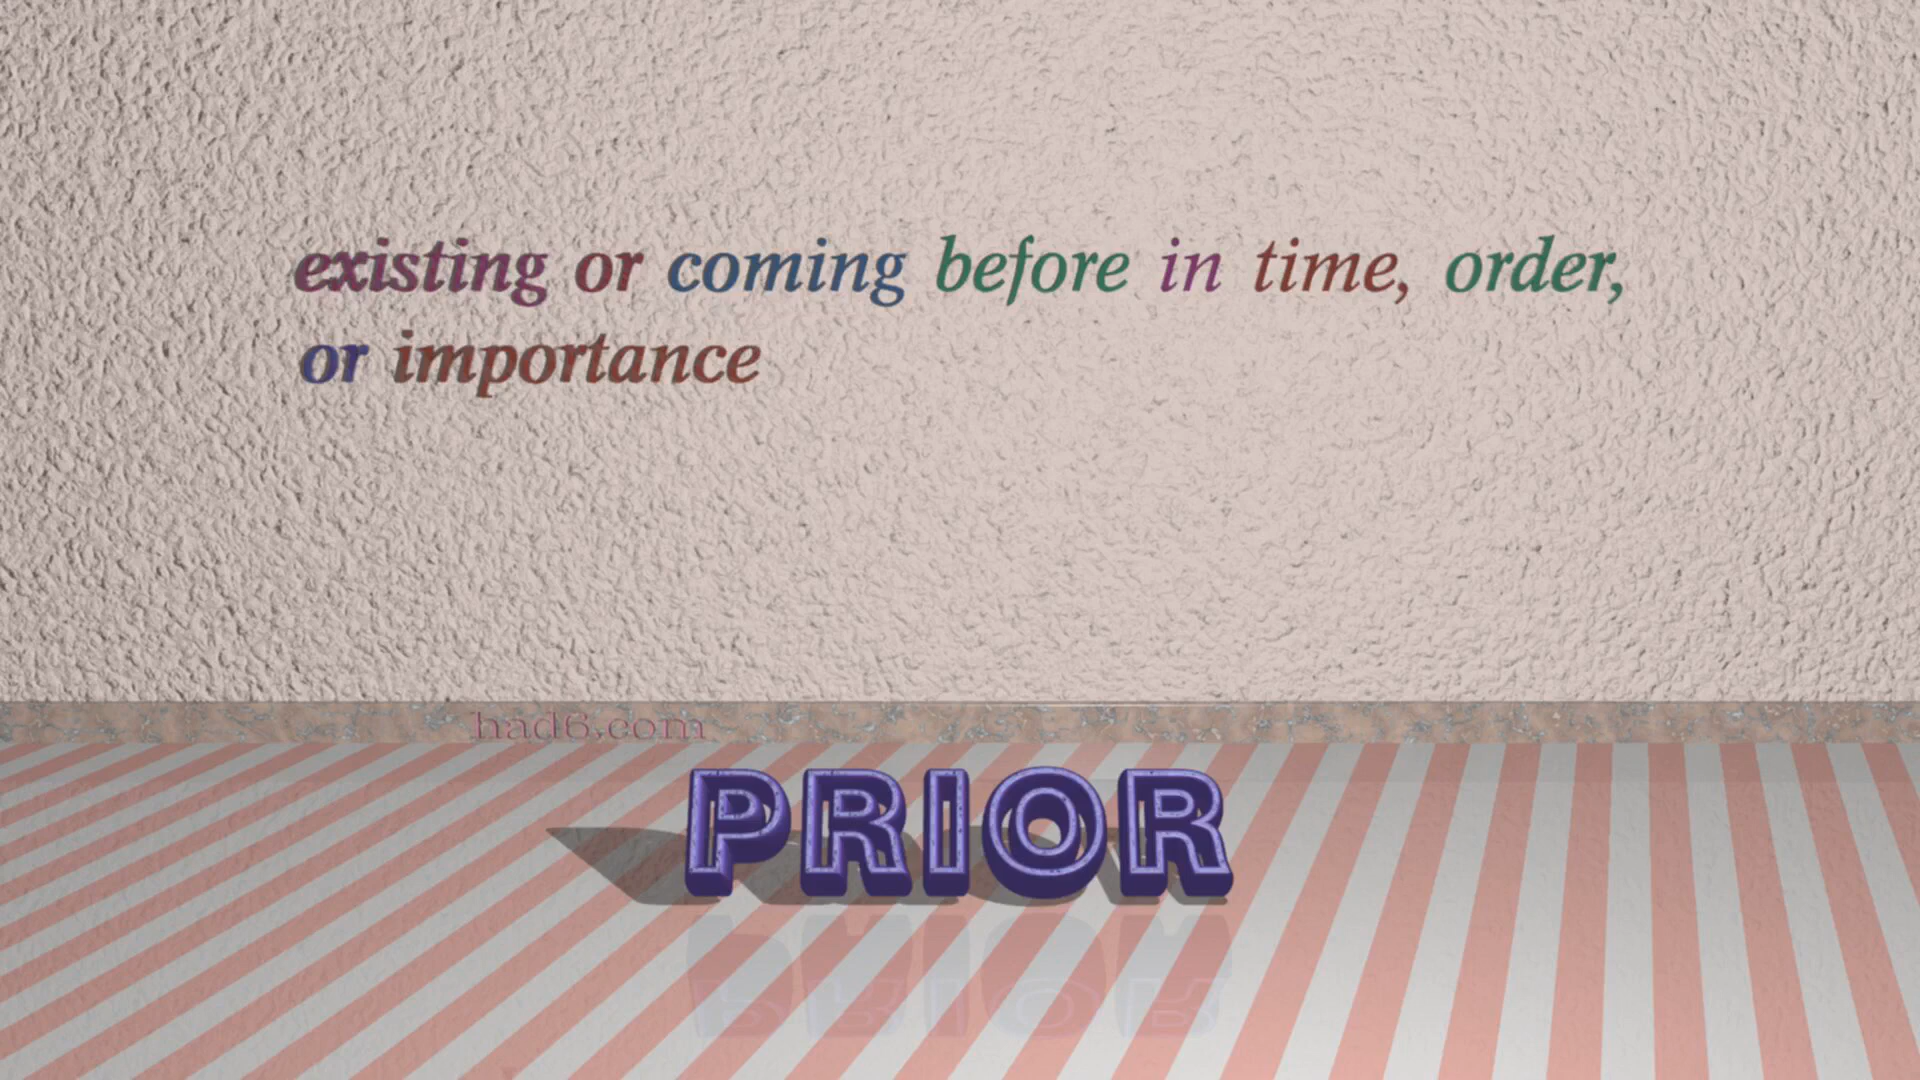 existing or coming before in time, order,
or importance
had6.com
PRIOR